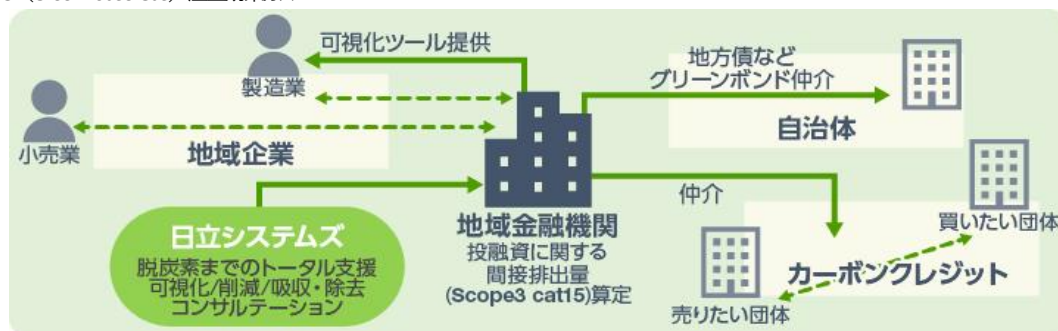 可視化ツール提供
製造業
小売業
地域企業
日立システムズ
脱炭素までのトータル支援
可視化/削減/吸収・除去
コンサルテーション
地域金融機関
投融資に関する
間接排出量
(Scope3 cat15)算定
地方債など
グリーンボンド仲介
自治体
仲介
買いたい団体
カーボンクレジット
売りたい団体